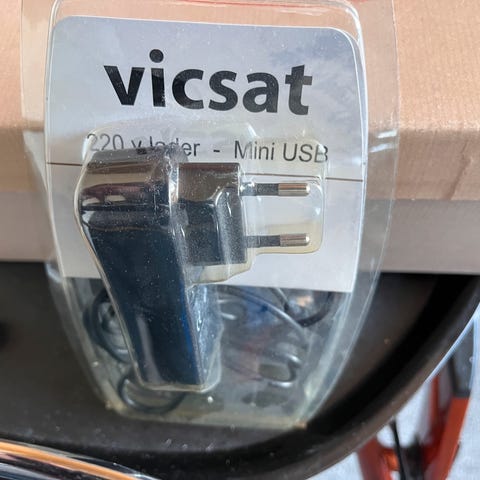 vicsat
220 v lader - Mini USB